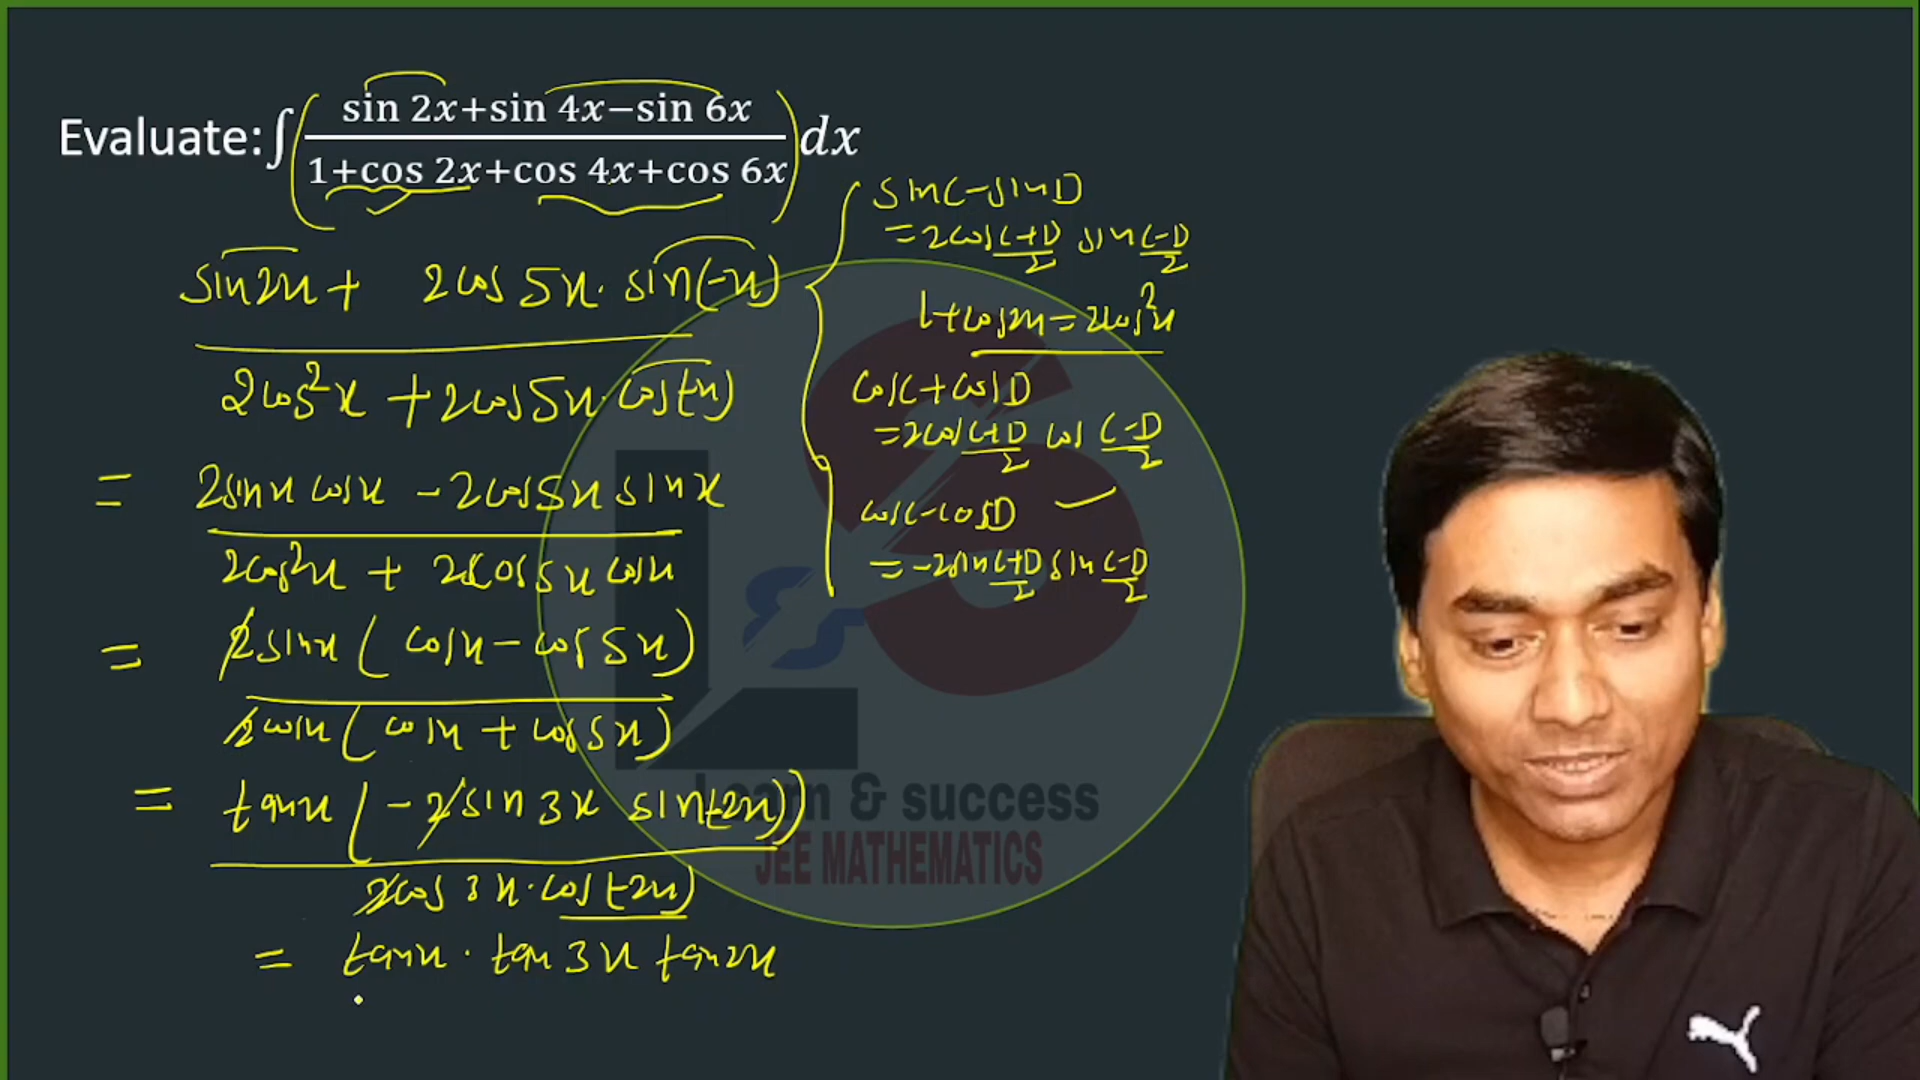 Evaluate: ∫ ( (sin 2x+sin 4x−sin 6x) / (1+cos 2x+cos 4x+cos 6x) ) dx
sin2x + 2cos 5x · sin(-x)
2cos²x + 2cos5x · cos(-x)
= 2sinx cosx - 2cos5x sinx
2cos²x + 2cos5x cosx
= 2sinx ( cosx - cos5x )
2cosx ( cosx + cos5x )
= tanx ( - 2sin3x sin(-2x))
2cos3x · cos(-2x)
= tanx · tan3x tan2x
sinC-sinD
= 2cos C+D/2 sin C-D/2
1+cos2x = 2cos²x
cosC + cosD
= 2cos C+D/2 cos C-D/2
cosC-cosD
= -2sin C+D/2 sin C-D/2
LS
Learn & success
JEE MATHEMATICS